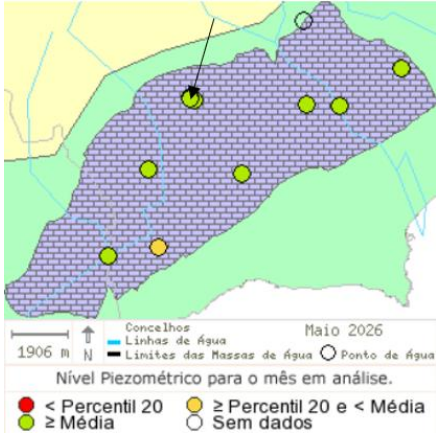 Concelhos
Linhas de Água
Limites das Massas de Água
Maio 2026
Ponto de Água
1906 m
N
Nível Piezométrico para o mês em análise.
< Percentil 20
≥ Percentil 20 e < Média
≥ Média
Sem dados